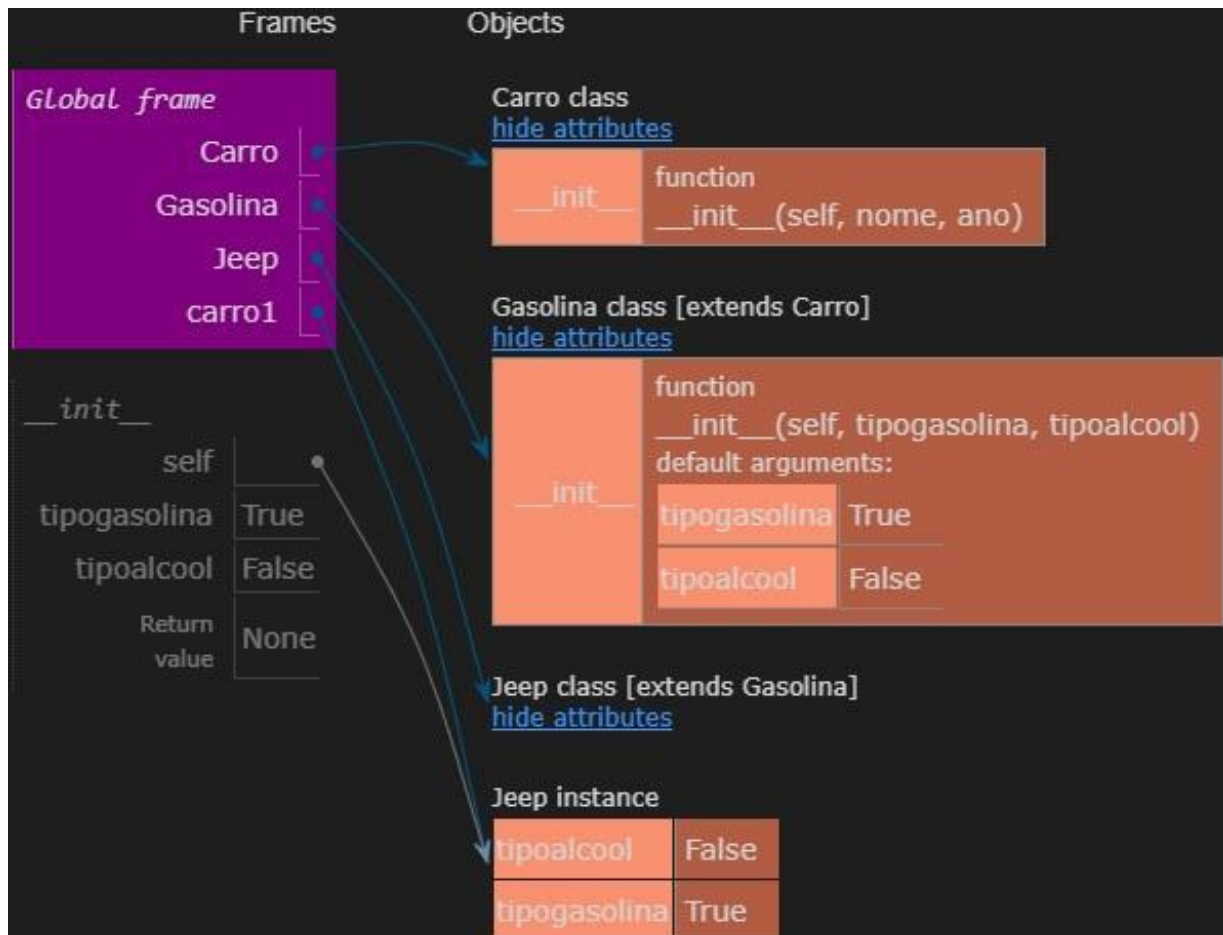 Frames
Objects
Global frame
Carro
Gasolina
Jeep
carro1
__init__
self
tipogasolina True
tipoalcool False
Return
value
None
Carro class
hide attributes
__init__
function
__init__(self, nome, ano)
Gasolina class [extends Carro]
hide attributes
__init__
function
__init__(self, tipogasolina, tipoalcool)
default arguments:
tipogasolina True
tipoalcool False
Jeep class [extends Gasolina]
hide attributes
Jeep instance
tipoalcool False
tipogasolina True